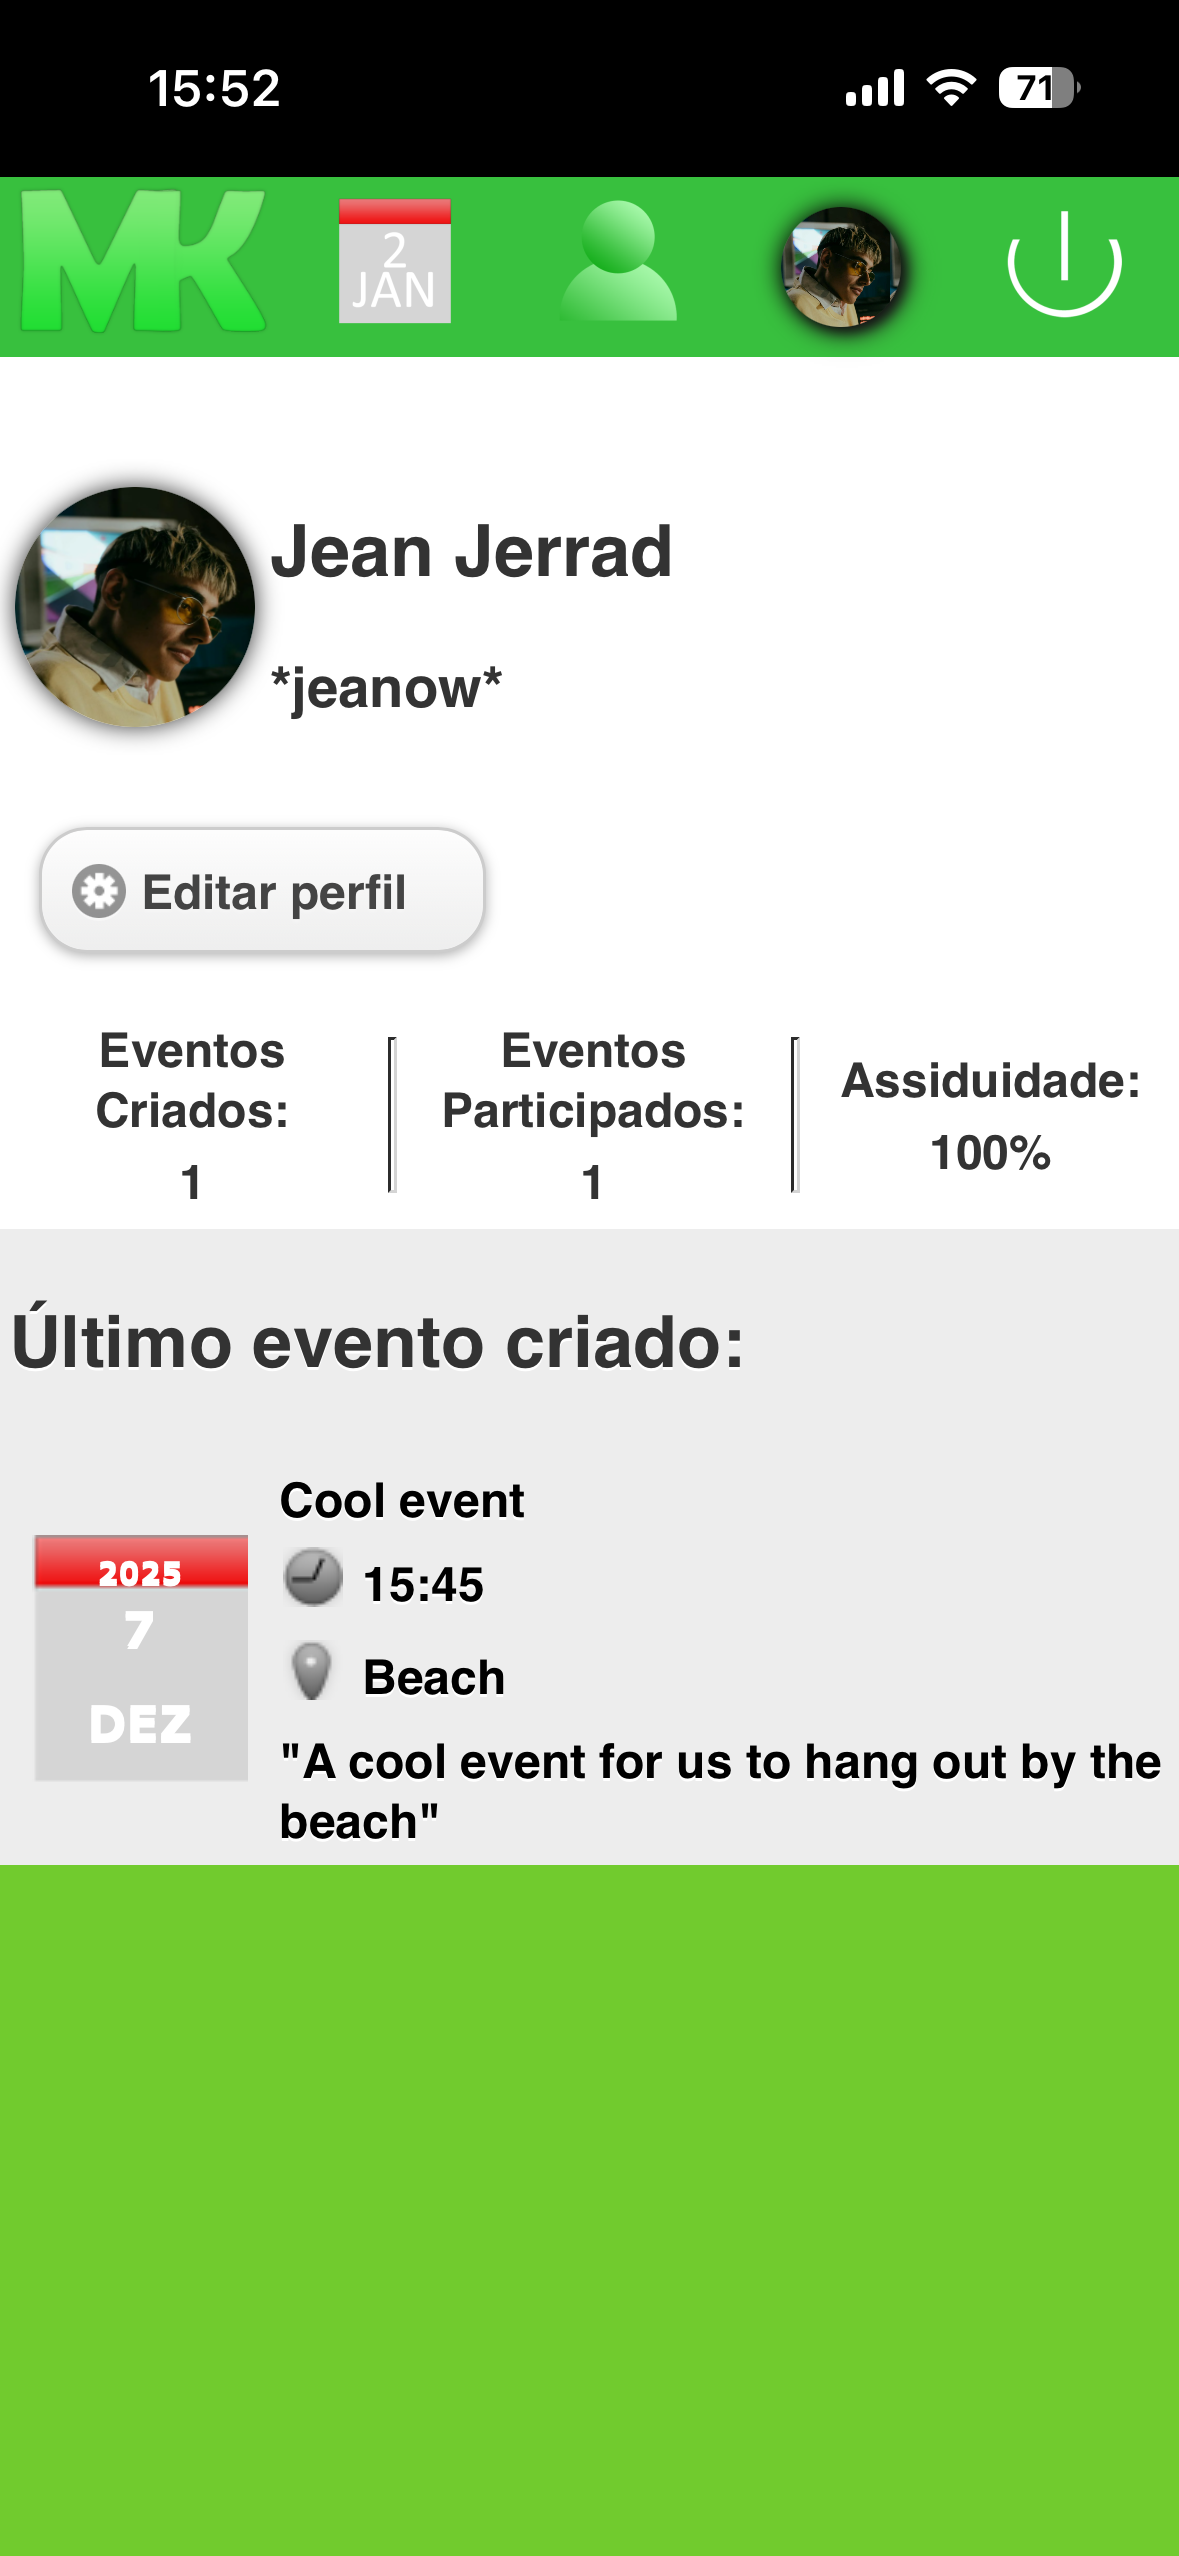 15:52
71
MK
2
JAN
Jean Jerrad
*jeanow*
Editar perfil
Eventos
Criados:
1
Eventos
Participados:
1
Assiduidade:
100%
Último evento criado:
Cool event
2025
7
DEZ
15:45
Beach
"A cool event for us to hang out by the
beach"